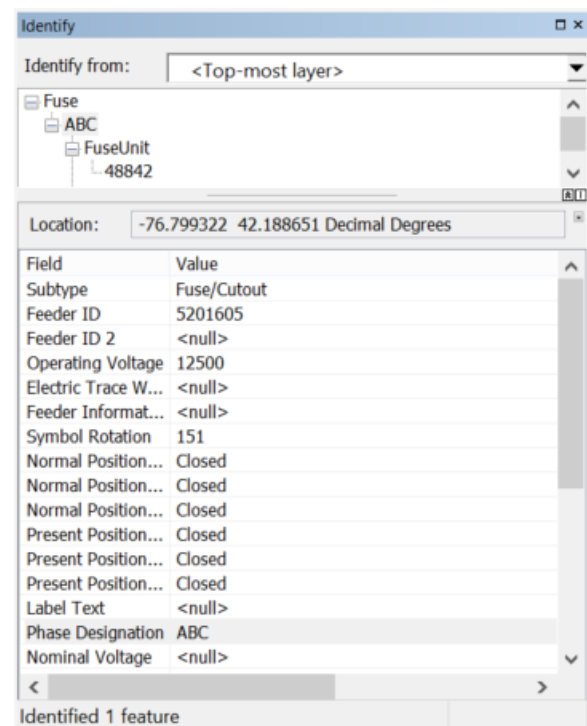 Identify
Identify from: <Top-most layer>
Fuse
ABC
FuseUnit
48842
Location: -76.799322 42.188651 Decimal Degrees
Field Value
Subtype Fuse/Cutout
Feeder ID 5201605
Feeder ID 2 <null>
Operating Voltage 12500
Electric Trace W... <null>
Feeder Informat... <null>
Symbol Rotation 151
Normal Position... Closed
Normal Position... Closed
Normal Position... Closed
Present Position... Closed
Present Position... Closed
Present Position... Closed
Label Text <null>
Phase Designation ABC
Nominal Voltage <null>
Identified 1 feature